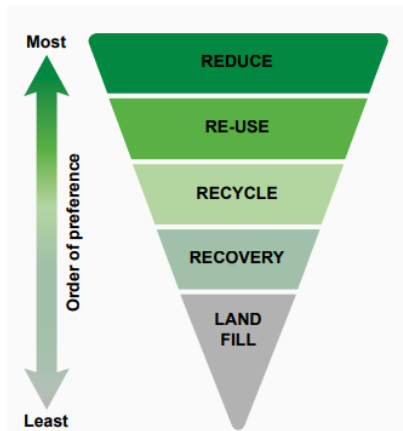 Most
REDUCE
RE-USE
RECYCLE
RECOVERY
LAND
FILL
Order of preference
Least